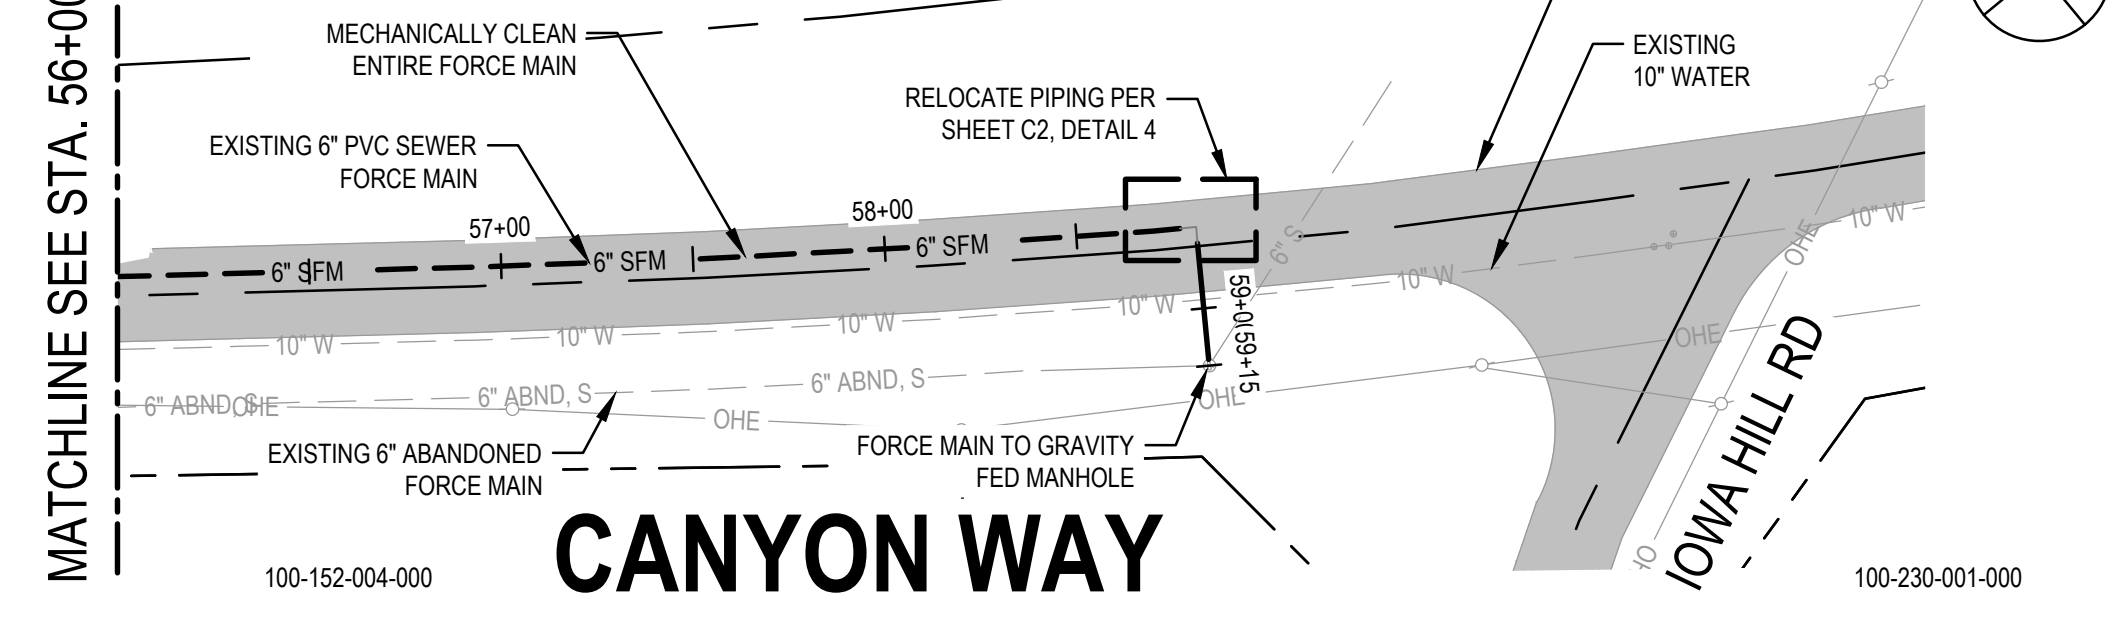 MATCHLINE SEE STA. 56+00
MECHANICALLY CLEAN
ENTIRE FORCE MAIN
EXISTING
10" WATER
RELOCATE PIPING PER
SHEET C2, DETAIL 4
EXISTING 6" PVC SEWER
FORCE MAIN
57+00
58+00
6" SFM
6" SFM
6" SFM
6" S
10" W
OHE
10" W
10" W
10" W
10" W
10" W
59+0
59+15
OHE
6" ABND, S
6" ABND, S
6" ABND, S
OHE
OHE
OHE
EXISTING 6" ABANDONED
FORCE MAIN
FORCE MAIN TO GRAVITY
FED MANHOLE
CANYON WAY
IOWA HILL RD
100-152-004-000
100-230-001-000